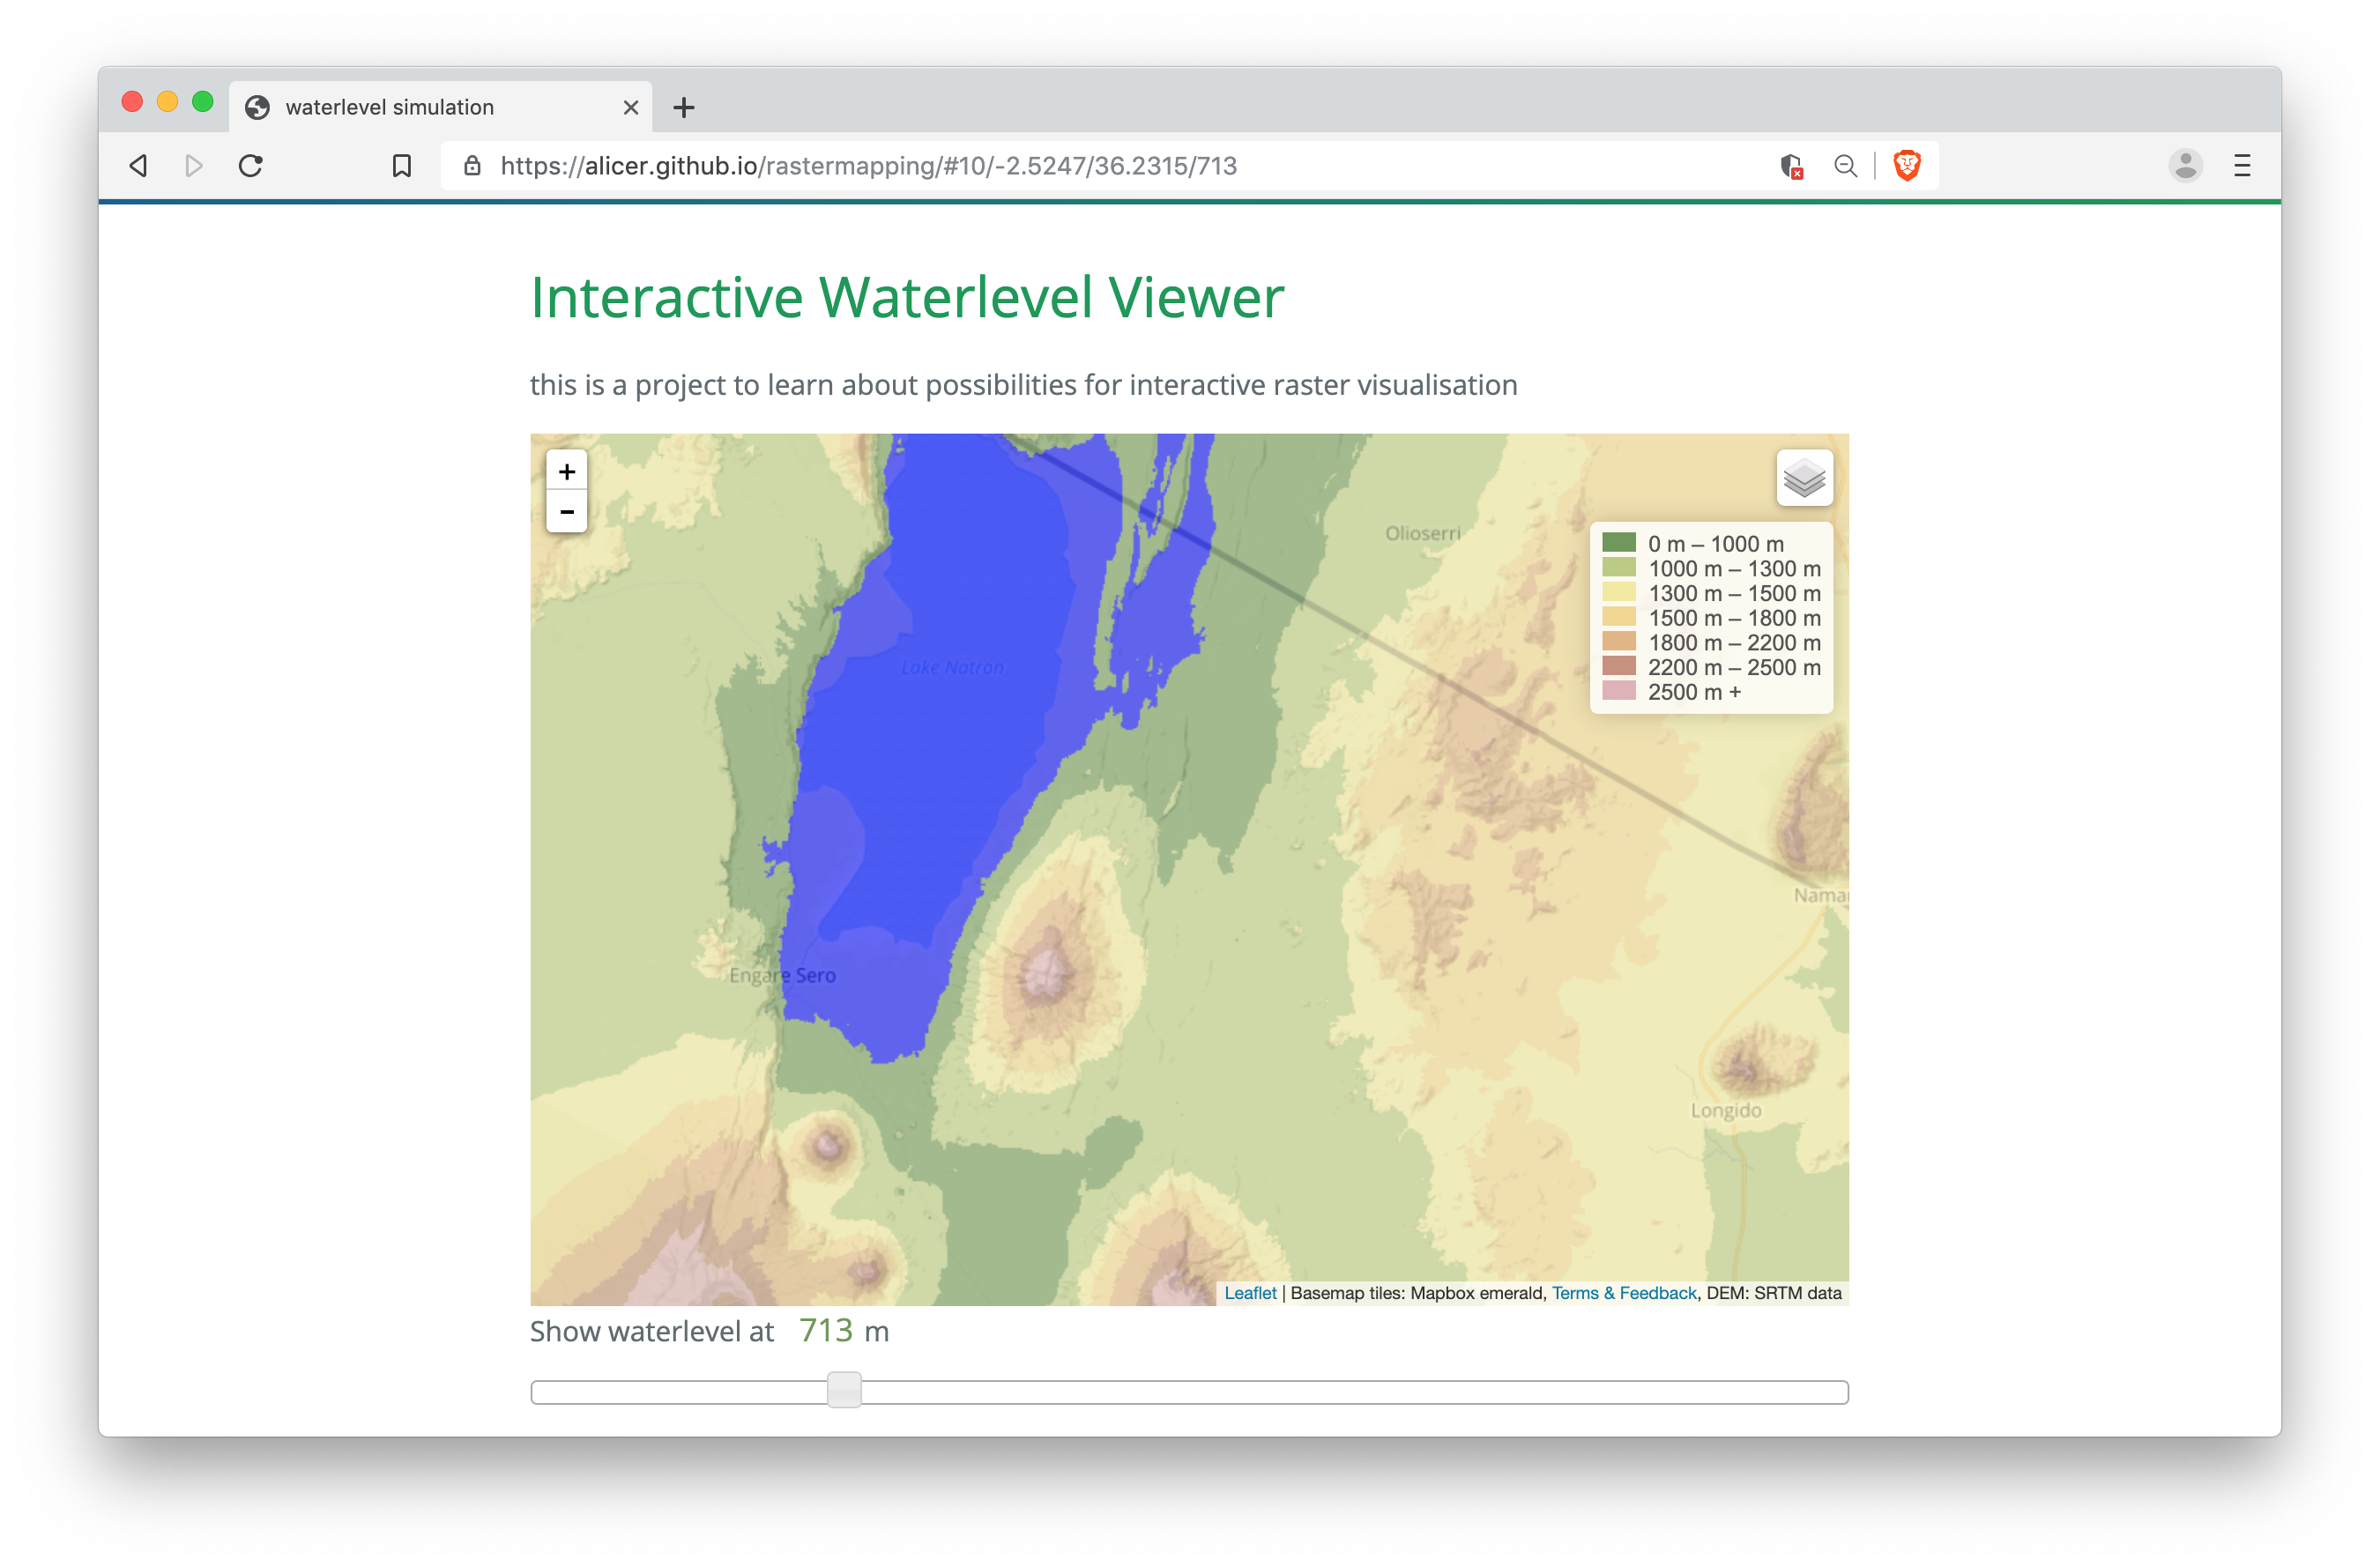 waterlevel simulation
https://alicer.github.io/rastermapping/#10/-2.5247/36.2315/713
Interactive Waterlevel Viewer
this is a project to learn about possibilities for interactive raster visualisation
+
−
Olioserri
0 m – 1000 m
1000 m – 1300 m
1300 m – 1500 m
1500 m – 1800 m
1800 m – 2200 m
2200 m – 2500 m
2500 m +
Lake Natron
Nama
Engare Sero
Longido
Leaflet | Basemap tiles: Mapbox emerald, Terms & Feedback, DEM: SRTM data
Show waterlevel at 713 m